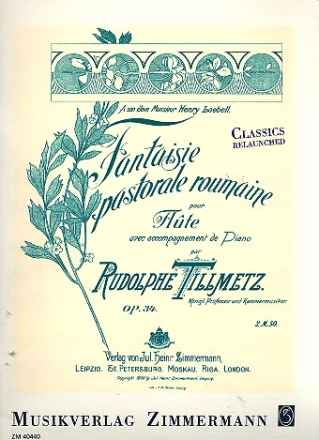 A son élève Monsieur Henry Loebell.
CLASSICS
RELAUNCHED
Fantaisie
pastorale roumaine
pour
Flûte
avec accompagnement de Piano
par
RUDOLPHE TILLMETZ.
Königl. Professor und Kammermusiker
Op. 34.
2.M.50.
Verlag von Jul. Heinr. Zimmermann,
LEIPZIG. ST. PETERSBURG. MOSKAU. RIGA. LONDON.
MUSIKVERLAG ZIMMERMANN
ZM 40440